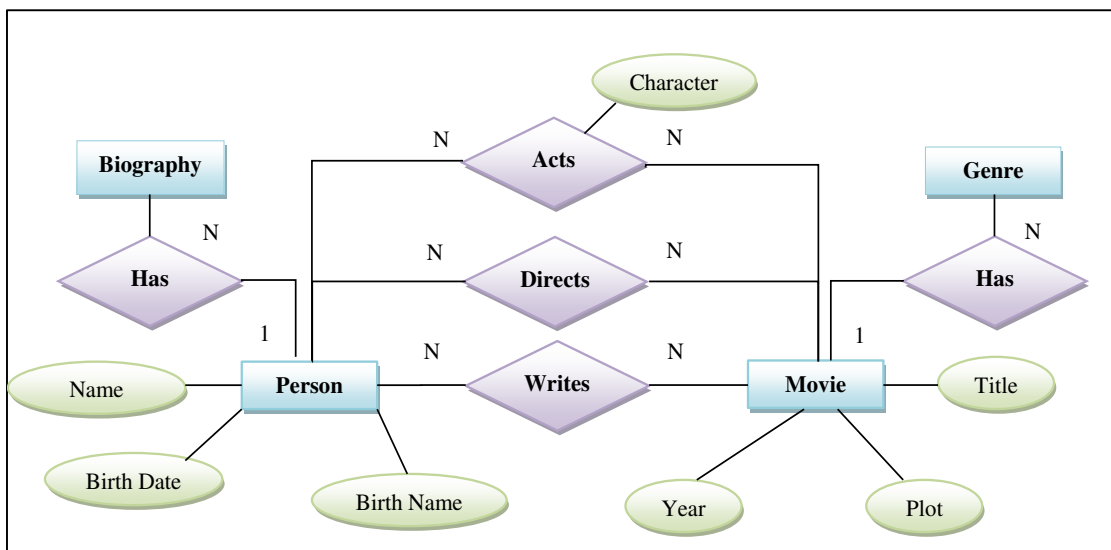 Character
N
N
Acts
Biography
Genre
N
N
Has
N
Directs
N
Has
1
N
Writes
N
1
Name
Person
Movie
Title
Birth Date
Birth Name
Year
Plot